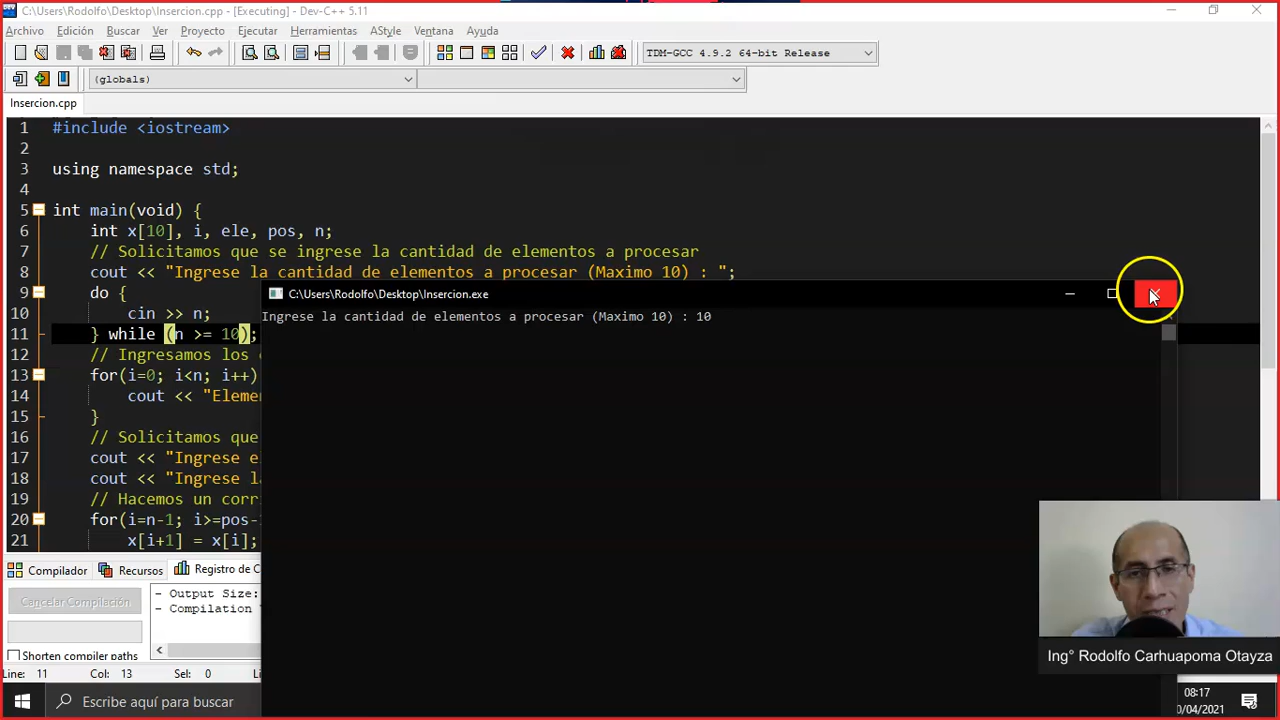 C:\Users\Rodolfo\Desktop\Insercion.cpp - [Executing] - Dev-C++ 5.11
Archivo Edición Buscar Ver Proyecto Ejecutar Herramientas AStyle Ventana Ayuda
TDM-GCC 4.9.2 64-bit Release
(globals)
Insercion.cpp
1 #include <iostream>
2
3 using namespace std;
4
5 int main(void) {
6 int x[10], i, ele, pos, n;
7 // Solicitamos que se ingrese la cantidad de elementos a procesar
8 cout << "Ingrese la cantidad de elementos a procesar (Maximo 10) : ";
9 do {
10 cin >> n;
11 } while (n >= 10);
12 // Ingresamos los
13 for(i=0; i<n; i++)
14 cout << "Eleme
15 }
16 // Solicitamos que
17 cout << "Ingrese e
18 cout << "Ingrese l
19 // Hacemos un corr
20 for(i=n-1; i>=pos-
21 x[i+1] = x[i];
C:\Users\Rodolfo\Desktop\Insercion.exe
Ingrese la cantidad de elementos a procesar (Maximo 10) : 10
Compilador Recursos Registro de C
Cancelar Compilación
- Output Size:
- Compilation
Shorten compiler paths
Line: 11 Col: 13 Sel: 0
Ing° Rodolfo Carhuapoma Otayza
Escribe aquí para buscar
08:17
0/04/2021